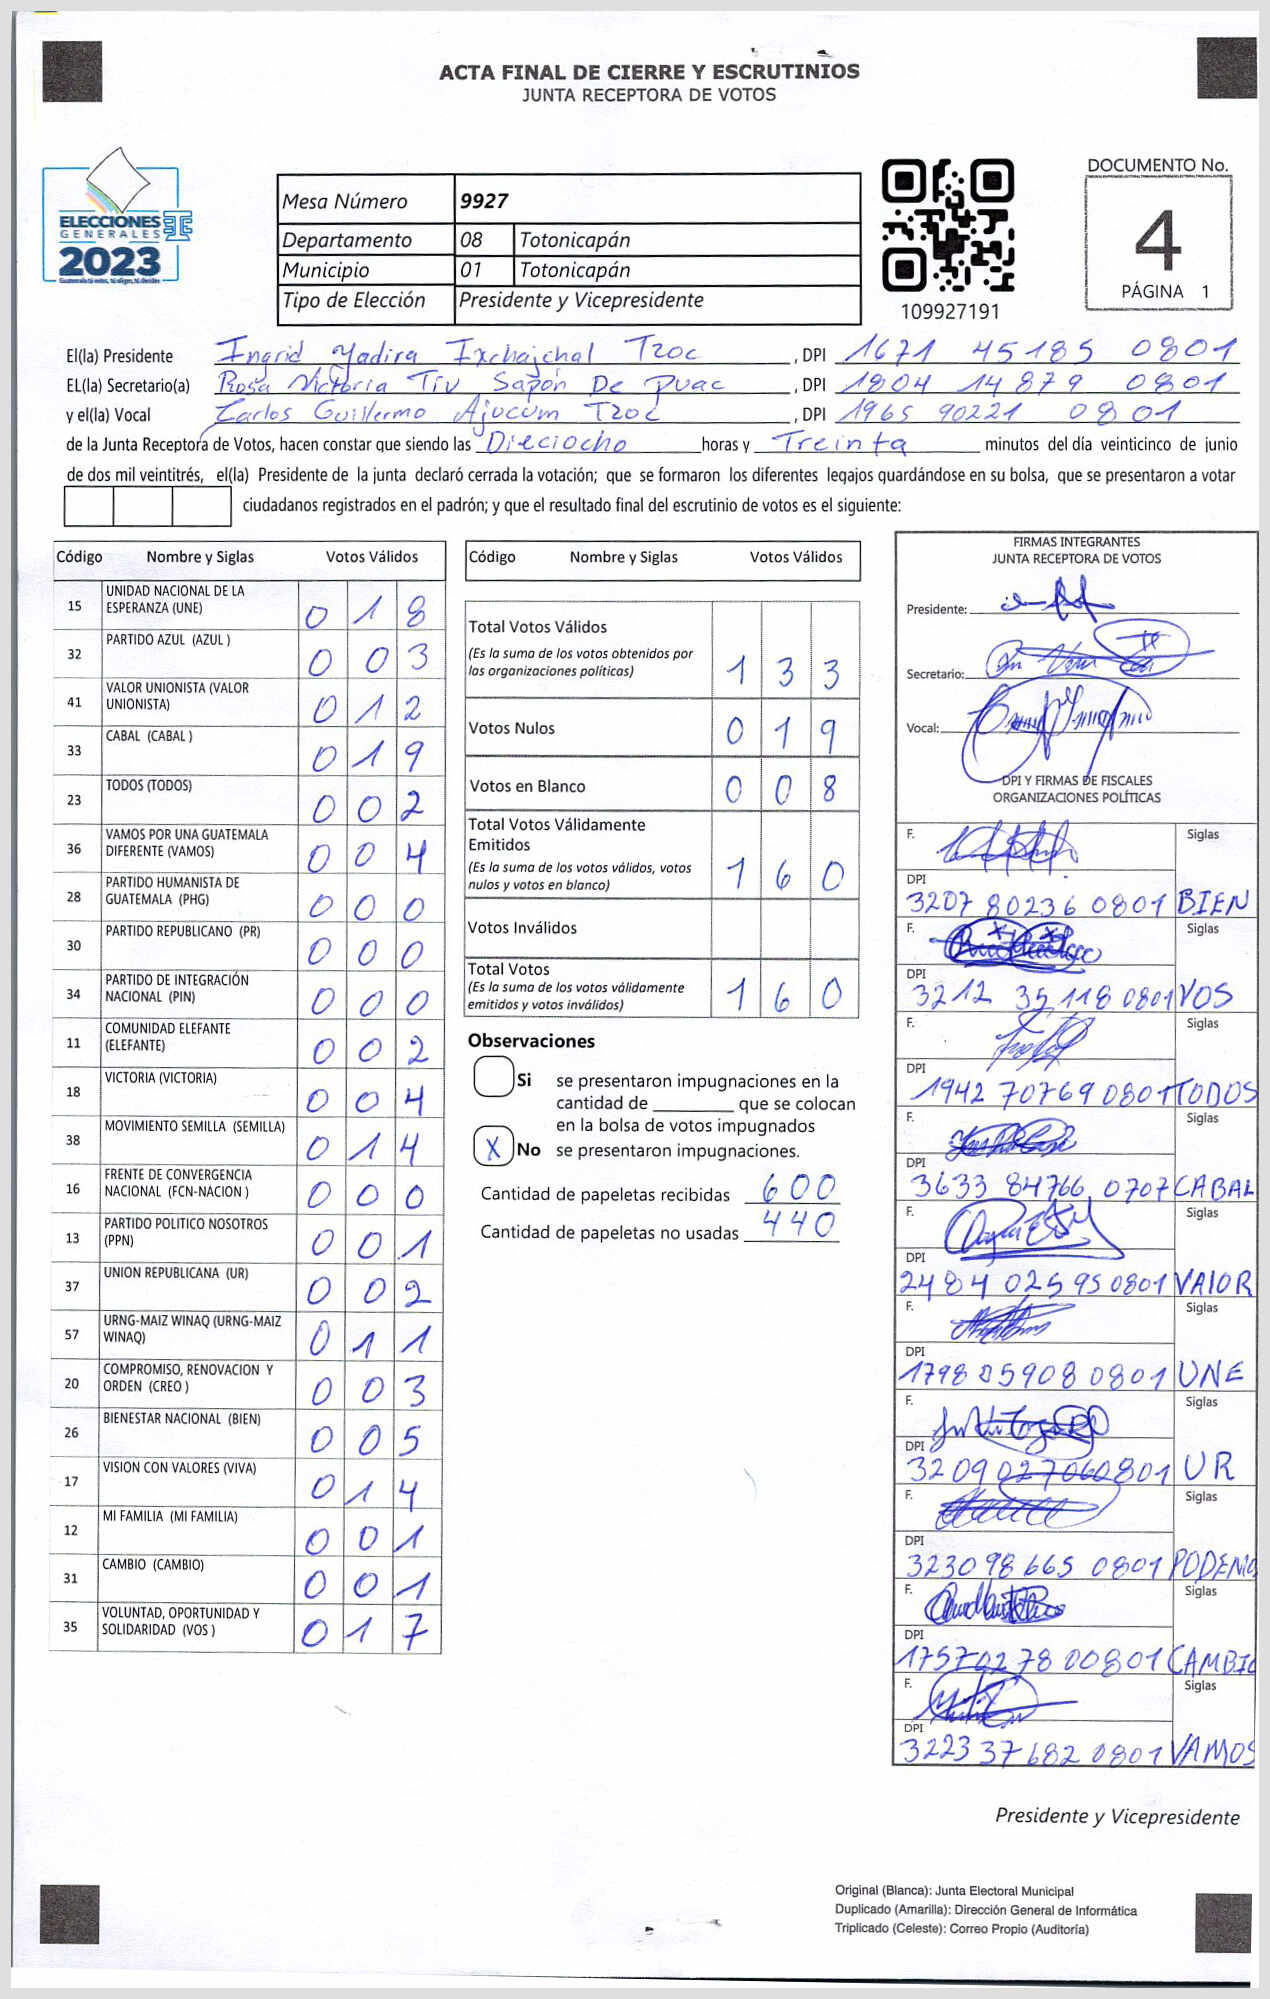 ACTA FINAL DE CIERRE Y ESCRUTINIOS
JUNTA RECEPTORA DE VOTOS
ELECCIONES
GENERALES
2023
Mesa Número 9927
Departamento 08 Totonicapán
Municipio 01 Totonicapán
Tipo de Elección Presidente y Vicepresidente
109927191
DOCUMENTO No.
4
PÁGINA 1
El(la) Presidente Ingrid Yadira Ixchajchal Tzoc , DPI 1671 45185 0801
EL(la) Secretario(a) Rosa Victoria Tiu Sapón De Puac , DPI 1804 14879 0801
y el(la) Vocal Carlos Guillermo Ajucum Tzoc , DPI 1965 90221 0801
de la Junta Receptora de Votos, hacen constar que siendo las Dieciocho horas y Treinta minutos del día veinticinco de junio
de dos mil veintitrés, el(la) Presidente de la junta declaró cerrada la votación; que se formaron los diferentes legajos guardándose en su bolsa, que se presentaron a votar
ciudadanos registrados en el padrón; y que el resultado final del escrutinio de votos es el siguiente:
Código Nombre y Siglas Votos Válidos
15 UNIDAD NACIONAL DE LA ESPERANZA (UNE) 0 1 8
32 PARTIDO AZUL (AZUL ) 0 0 3
41 VALOR UNIONISTA (VALOR UNIONISTA) 0 1 2
33 CABAL (CABAL ) 0 1 9
23 TODOS (TODOS) 0 0 2
36 VAMOS POR UNA GUATEMALA DIFERENTE (VAMOS) 0 0 4
28 PARTIDO HUMANISTA DE GUATEMALA (PHG) 0 0 0
30 PARTIDO REPUBLICANO (PR) 0 0 0
34 PARTIDO DE INTEGRACIÓN NACIONAL (PIN) 0 0 0
11 COMUNIDAD ELEFANTE (ELEFANTE) 0 0 2
18 VICTORIA (VICTORIA) 0 0 4
38 MOVIMIENTO SEMILLA (SEMILLA) 0 1 4
16 FRENTE DE CONVERGENCIA NACIONAL (FCN-NACION ) 0 0 0
13 PARTIDO POLITICO NOSOTROS (PPN) 0 0 1
37 UNION REPUBLICANA (UR) 0 0 2
57 URNG-MAIZ WINAQ (URNG-MAIZ WINAQ) 0 1 1
20 COMPROMISO, RENOVACION Y ORDEN (CREO ) 0 0 3
26 BIENESTAR NACIONAL (BIEN) 0 0 5
17 VISION CON VALORES (VIVA) 0 1 4
12 MI FAMILIA (MI FAMILIA) 0 0 1
31 CAMBIO (CAMBIO) 0 0 1
35 VOLUNTAD, OPORTUNIDAD Y SOLIDARIDAD (VOS ) 0 1 7
Código Nombre y Siglas Votos Válidos
Total Votos Válidos
(Es la suma de los votos obtenidos por
las organizaciones políticas) 1 3 3
Votos Nulos 0 1 9
Votos en Blanco 0 0 8
Total Votos Válidamente
Emitidos
(Es la suma de los votos válidos, votos
nulos y votos en blanco) 1 6 0
Votos Inválidos
Total Votos
(Es la suma de los votos válidamente
emitidos y votos inválidos) 1 6 0
Observaciones
Si se presentaron impugnaciones en la
cantidad de ________ que se colocan
en la bolsa de votos impugnados
X No se presentaron impugnaciones.
Cantidad de papeletas recibidas 600
Cantidad de papeletas no usadas 440
FIRMAS INTEGRANTES
JUNTA RECEPTORA DE VOTOS
Presidente:
Secretario:
Vocal:
DPI Y FIRMAS DE FISCALES
ORGANIZACIONES POLÍTICAS
F. Siglas
DPI
3207 80236 0801 BIEN
F. Siglas
DPI
3212 35118 0801 VOS
F. Siglas
DPI
1942 70769 0801 TODOS
F. Siglas
DPI
3633 84766 0707 CABAL
F. Siglas
DPI
2484 02595 0801 VALOR
F. Siglas
DPI
1798 05908 0801 UNE
F. Siglas
DPI
3209 02706 0801 UR
F. Siglas
DPI
3230 98665 0801 PODEMO
F. Siglas
DPI
1757 02780 0801 CAMBIO
F. Siglas
DPI
3223 37682 0801 VAMOS
Presidente y Vicepresidente
Original (Blanca): Junta Electoral Municipal
Duplicado (Amarilla): Dirección General de Informática
Triplicado (Celeste): Correo Propio (Auditoría)